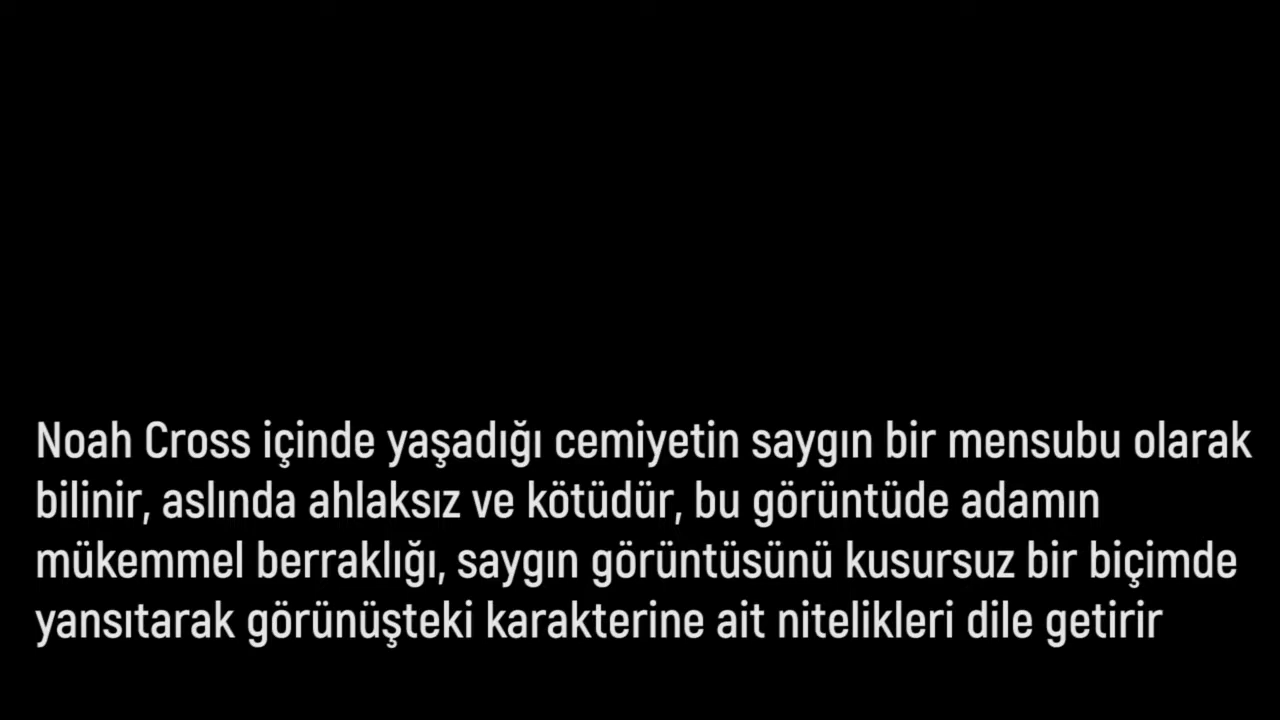 Noah Cross içinde yaşadığı cemiyetin saygın bir mensubu olarak
bilinir, aslında ahlaksız ve kötüdür, bu görüntüde adamın
mükemmel berraklığı, saygın görüntüsünü kusursuz bir biçimde
yansıtarak görünüşteki karakterine ait nitelikleri dile getirir